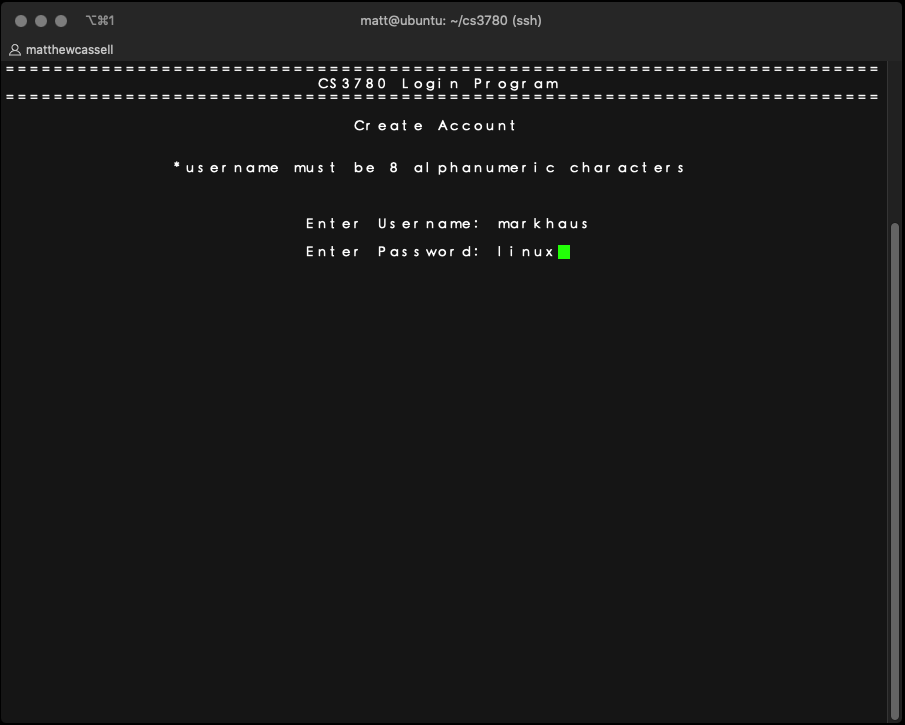 ⌥⌘1 matt@ubuntu: ~/cs3780 (ssh)
matthewcassell
=========================================================================
CS3780 Login Program
=========================================================================
Create Account
*username must be 8 alphanumeric characters
Enter Username: markhaus
Enter Password: linux